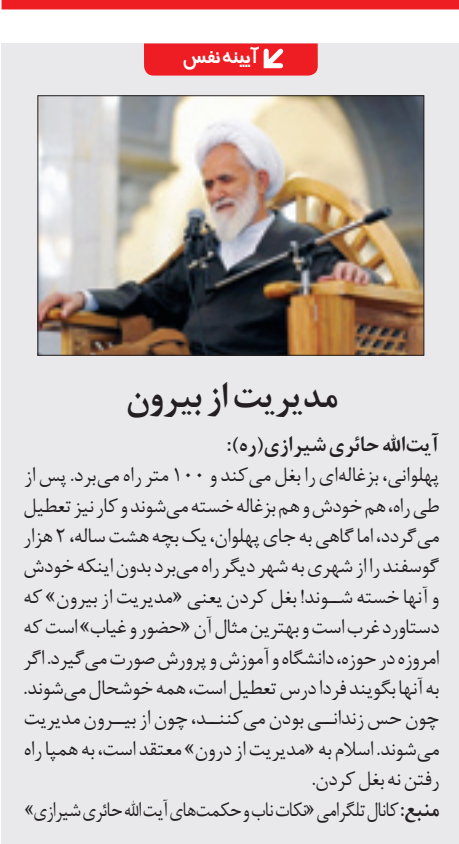 آیینه نفس
مدیریت از بیرون
آیت‌الله حائری شیرازی(ره):
پهلوانی، بزغاله‌ای را بغل می‌کند و ۱۰۰ متر راه می‌برد. پس از
طی راه، هم خودش و هم بزغاله خسته می‌شوند و کار نیز تعطیل
می‌گردد، اما گاهی به جای پهلوان، یک بچه هشت ساله، ۲ هزار
گوسفند را از شهری به شهر دیگر راه می‌برد بدون اینکه خودش
و آنها خسته شوند! بغل کردن یعنی «مدیریت از بیرون» که
دستاورد غرب است و بهترین مثال آن «حضور و غیاب» است که
امروزه در حوزه، دانشگاه و آموزش و پرورش صورت می‌گیرد. اگر
به آنها بگویند فردا درس تعطیل است، همه خوشحال می‌شوند.
چون حس زندانی بودن می‌کنند، چون از بیرون مدیریت
می‌شوند. اسلام به «مدیریت از درون» معتقد است، به همپا راه
رفتن نه بغل کردن.
منبع: کانال تلگرامی «نکات ناب و حکمت‌های آیت‌الله حائری شیرازی»